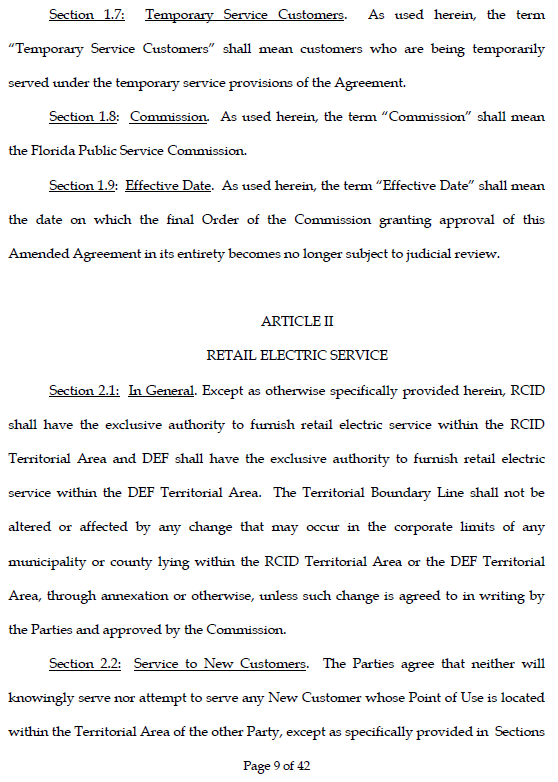 Section 1.7: Temporary Service Customers. As used herein, the term
“Temporary Service Customers” shall mean customers who are being temporarily
served under the temporary service provisions of the Agreement.
Section 1.8: Commission. As used herein, the term “Commission” shall mean
the Florida Public Service Commission.
Section 1.9: Effective Date. As used herein, the term “Effective Date” shall mean
the date on which the final Order of the Commission granting approval of this
Amended Agreement in its entirety becomes no longer subject to judicial review.
ARTICLE II
RETAIL ELECTRIC SERVICE
Section 2.1: In General. Except as otherwise specifically provided herein, RCID
shall have the exclusive authority to furnish retail electric service within the RCID
Territorial Area and DEF shall have the exclusive authority to furnish retail electric
service within the DEF Territorial Area. The Territorial Boundary Line shall not be
altered or affected by any change that may occur in the corporate limits of any
municipality or county lying within the RCID Territorial Area or the DEF Territorial
Area, through annexation or otherwise, unless such change is agreed to in writing by
the Parties and approved by the Commission.
Section 2.2: Service to New Customers. The Parties agree that neither will
knowingly serve nor attempt to serve any New Customer whose Point of Use is located
within the Territorial Area of the other Party, except as specifically provided in Sections
Page 9 of 42